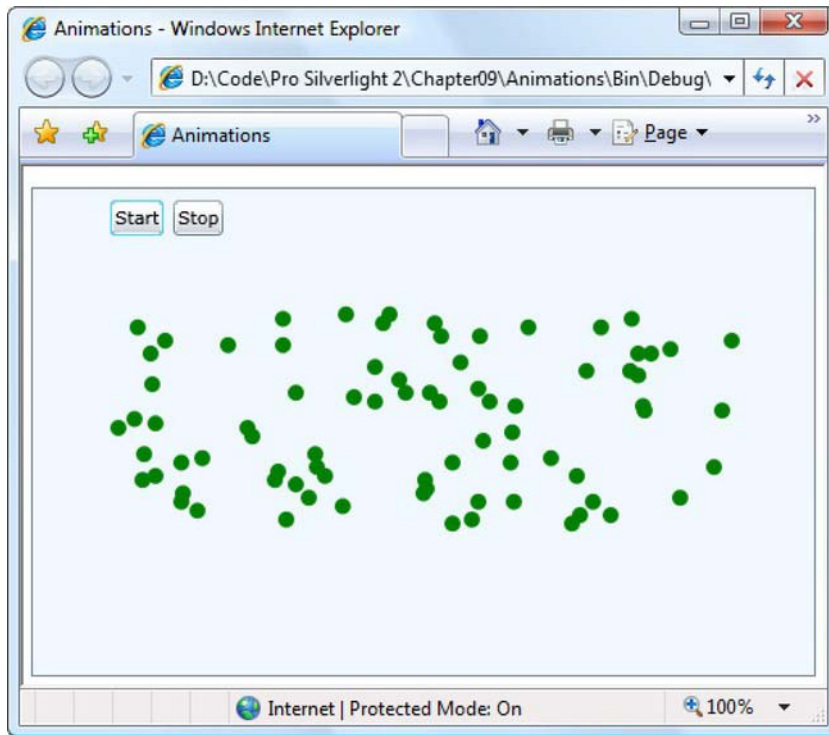 Animations - Windows Internet Explorer
D:\Code\Pro Silverlight 2\Chapter09\Animations\Bin\Debug\
Animations
Page
Start Stop
Internet | Protected Mode: On
100%